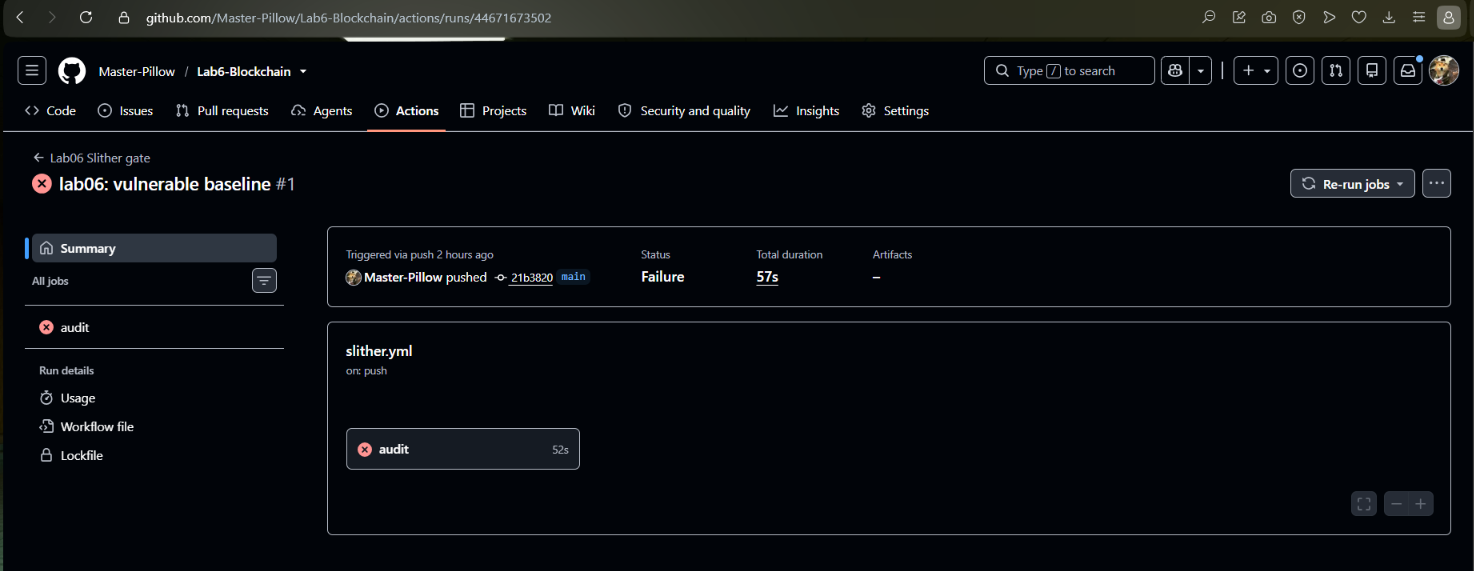 github.com/Master-Pillow/Lab6-Blockchain/actions/runs/44671673502
Master-Pillow / Lab6-Blockchain
Type / to search
Code Issues Pull requests Agents Actions Projects Wiki Security and quality Insights Settings
Lab06 Slither gate
lab06: vulnerable baseline #1
Re-run jobs
Summary
All jobs
audit
Run details
Usage
Workflow file
Lockfile
Triggered via push 2 hours ago
Master-Pillow pushed 21b3820 main
Status
Failure
Total duration
57s
Artifacts
–
slither.yml
on: push
audit 52s